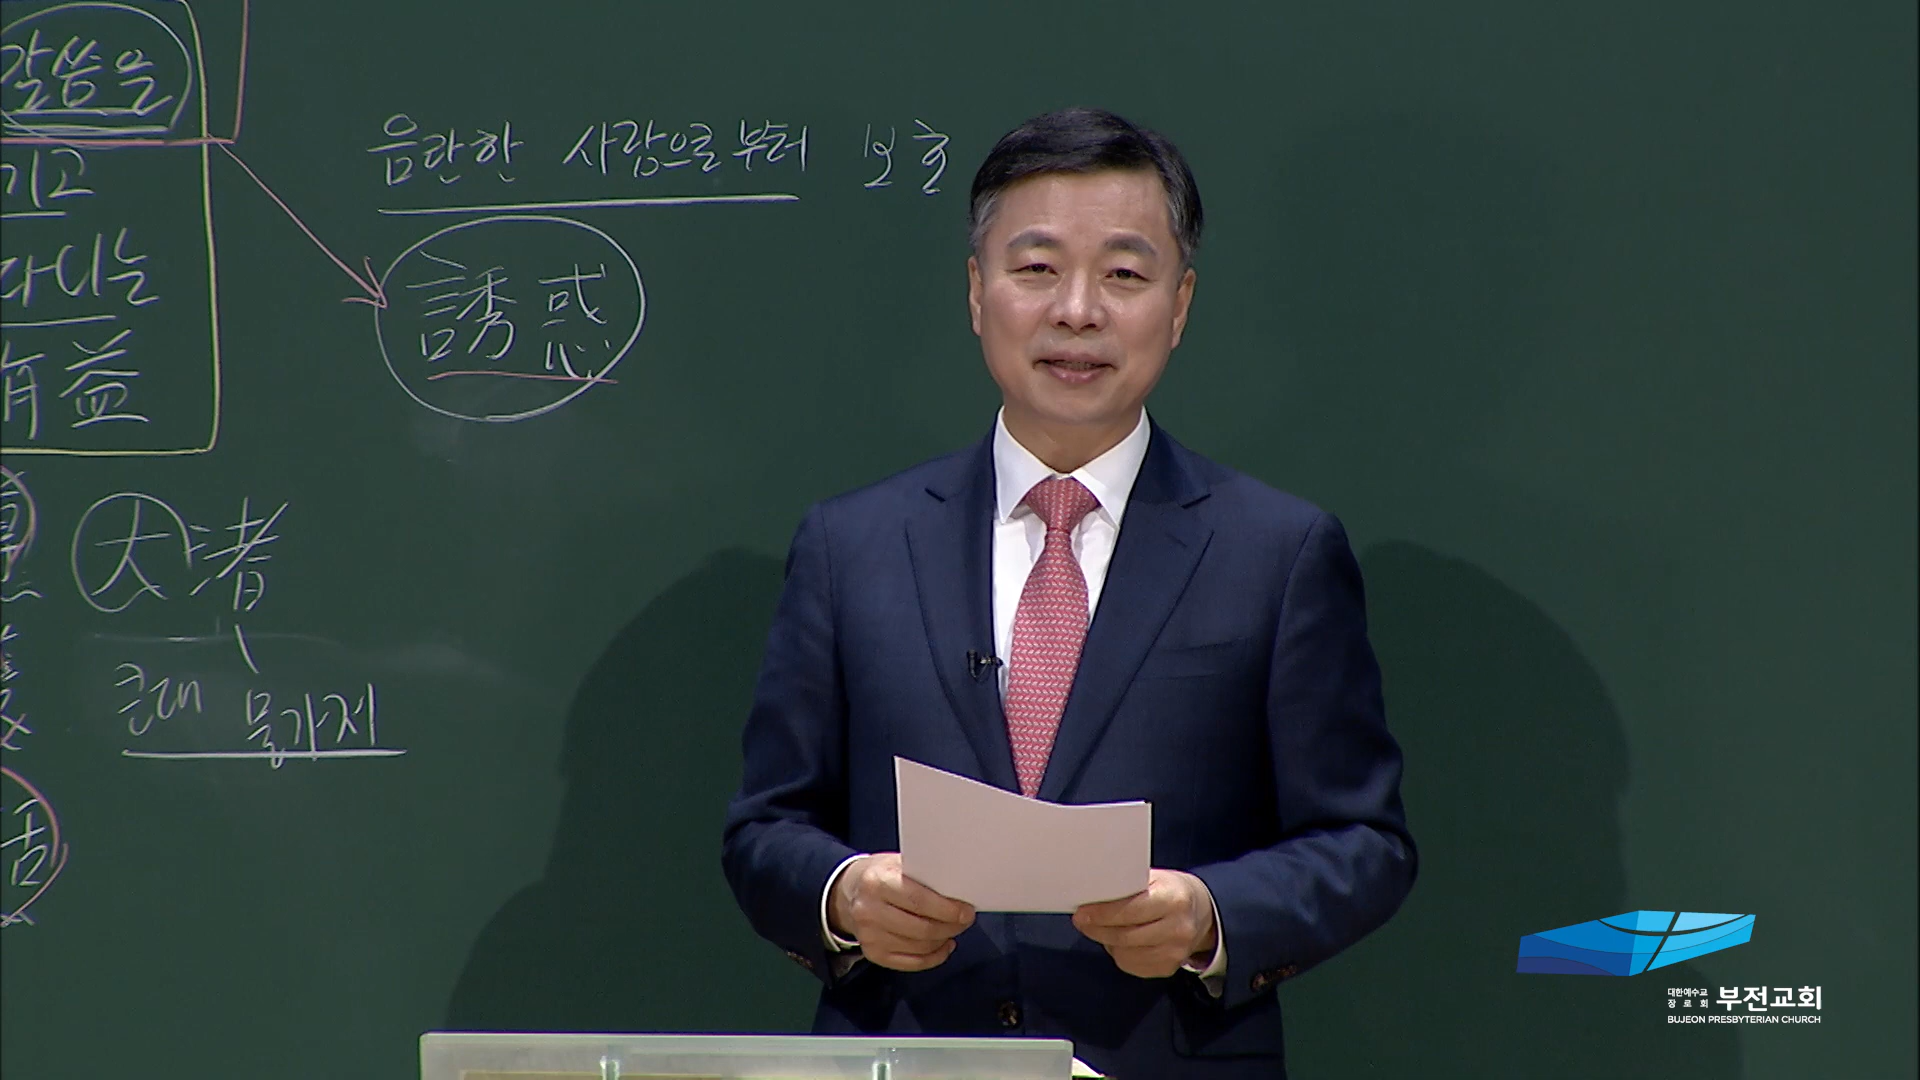 말씀을
음란한 사람으로부터 보호
기고
다니는
誘惑
有益
大渚
큰대 물가저
舌
대한예수교
장로회 부전교회
BUJEON PRESBYTERIAN CHURCH